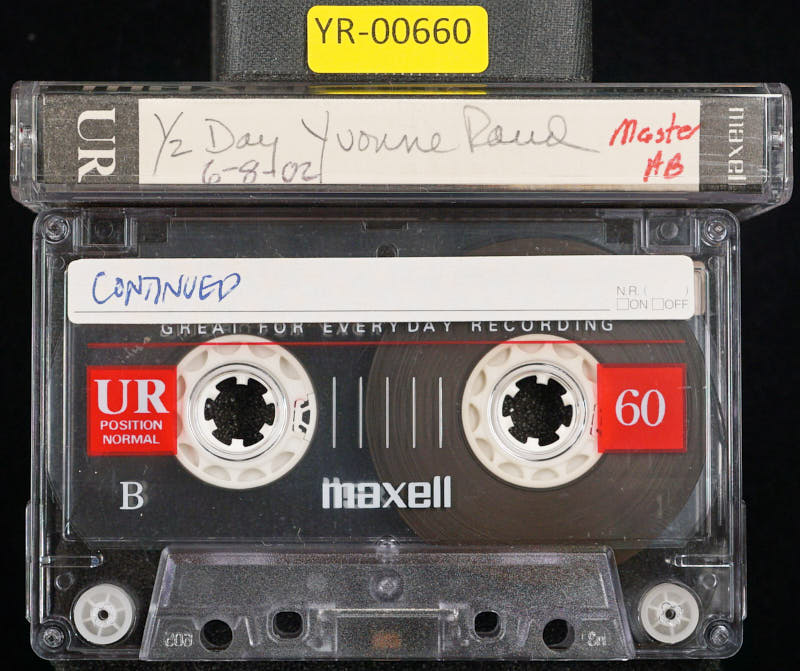 YR-00660
UR
½ Day Yvonne Rand
6-8-02
Master
AB
maxell
CONTINUED
N.R. ( )
□ON □OFF
GREAT FOR EVERYDAY RECORDING
UR
POSITION
NORMAL
60
B
maxell